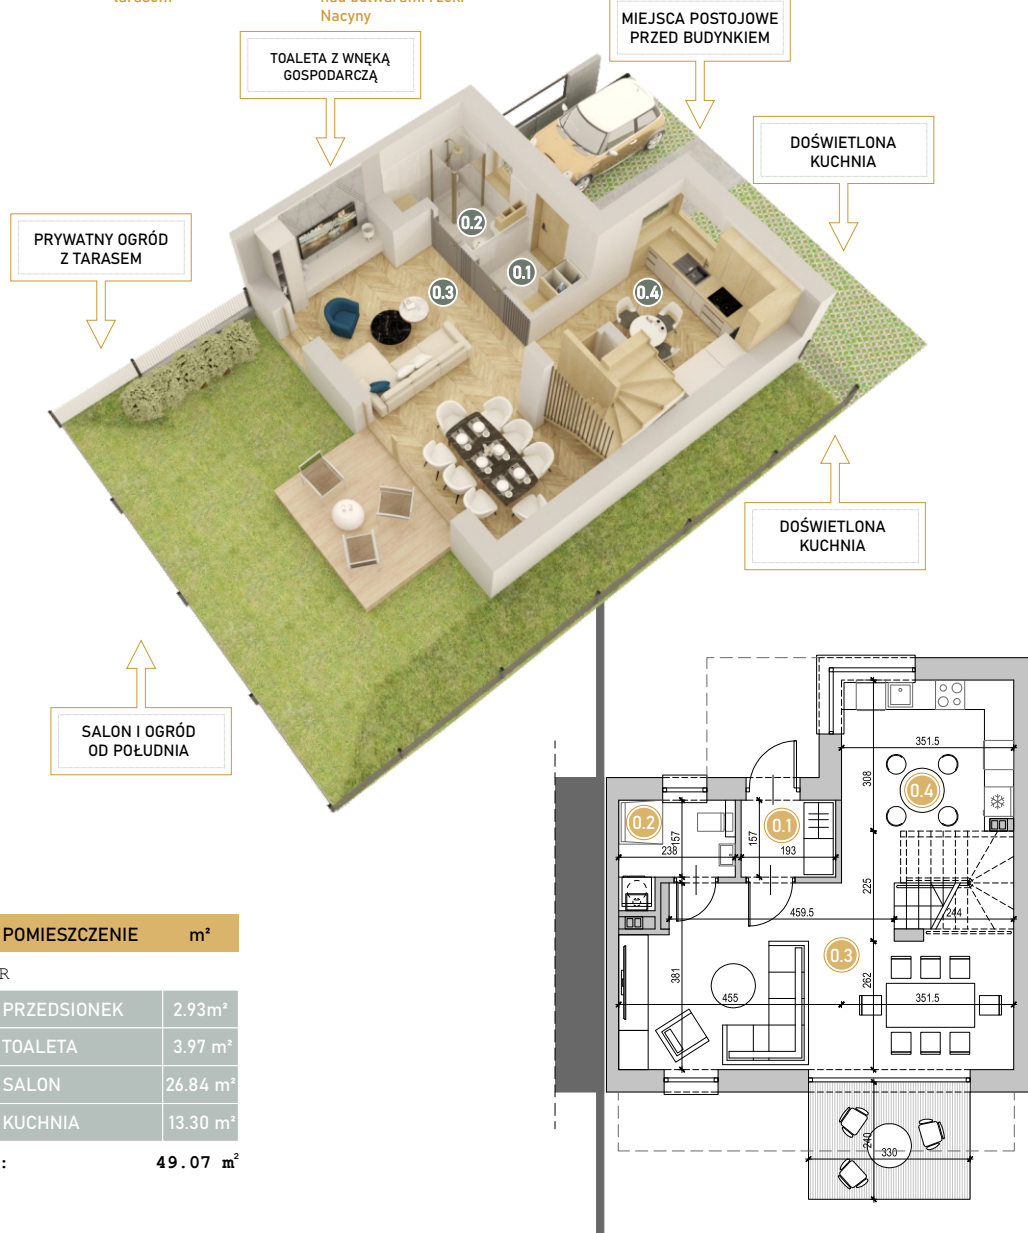 Nacyny
TOALETA Z WNĘKĄ
GOSPODARCZĄ
MIEJSCA POSTOJOWE
PRZED BUDYNKIEM
DOŚWIETLONA
KUCHNIA
PRYWATNY OGRÓD
Z TARASEM
0.2
0.1
0.3
0.4
DOŚWIETLONA
KUCHNIA
SALON I OGRÓD
OD POŁUDNIA
351.5
308
0.4
0.2
157
238
0.1
157
193
225
459.5
244
0.3
381
262
455
351.5
240
330
POMIESZCZENIE m²
R
PRZEDSIONEK 2.93m²
TOALETA 3.97 m²
SALON 26.84 m²
KUCHNIA 13.30 m²
: 49.07 m²